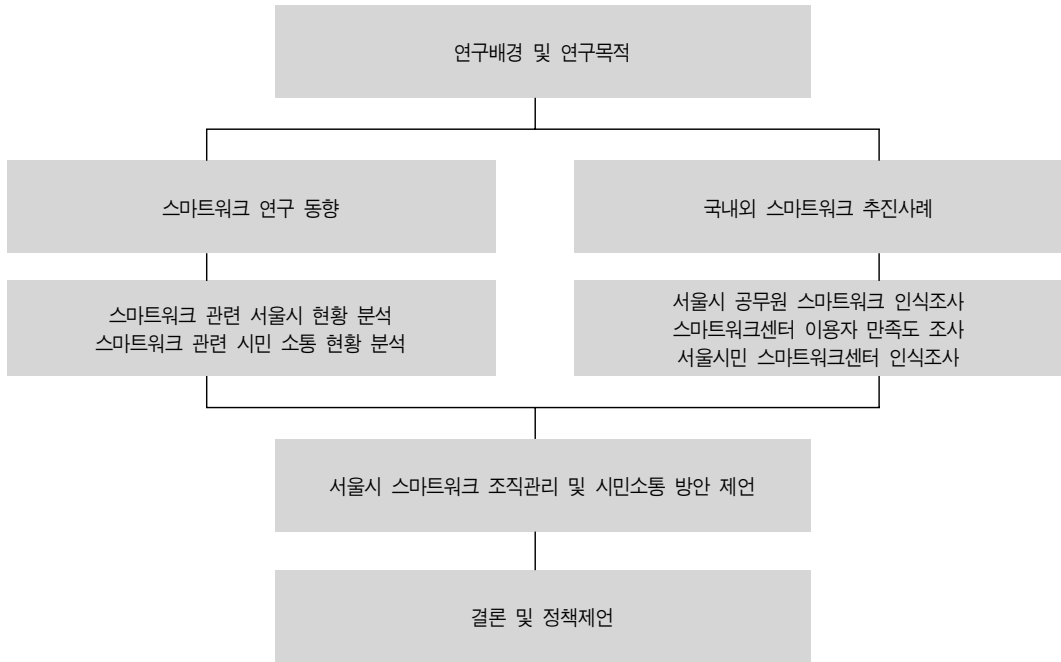 연구배경 및 연구목적
스마트워크 연구 동향
국내외 스마트워크 추진사례
스마트워크 관련 서울시 현황 분석
스마트워크 관련 시민 소통 현황 분석
서울시 공무원 스마트워크 인식조사
스마트워크센터 이용자 만족도 조사
서울시민 스마트워크센터 인식조사
서울시 스마트워크 조직관리 및 시민소통 방안 제언
결론 및 정책제언